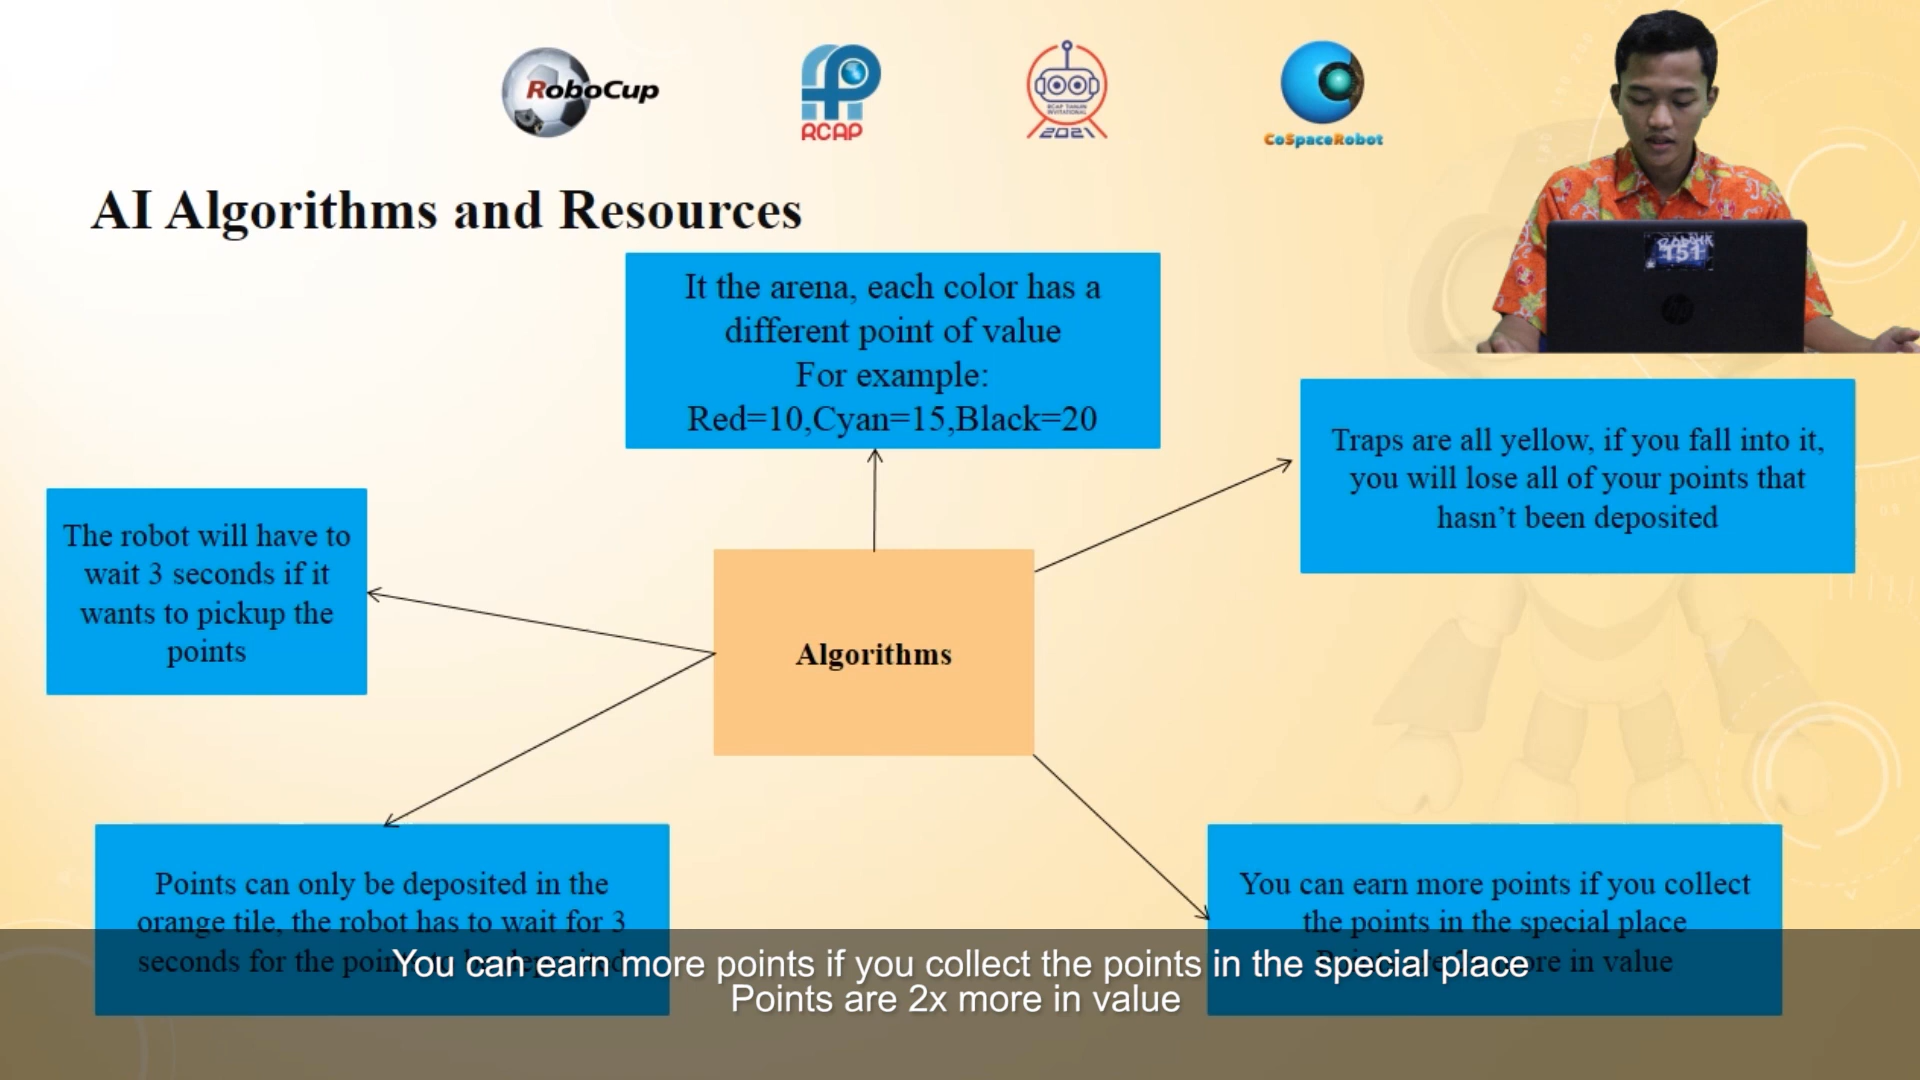 RoboCup
RCAP
RCAP TIANJIN
INVITATIONAL
2021
CoSpaceRobot
AI Algorithms and Resources
T51
It the arena, each color has a
different point of value
For example:
Red=10,Cyan=15,Black=20
Traps are all yellow, if you fall into it,
you will lose all of your points that
hasn't been deposited
The robot will have to
wait 3 seconds if it
wants to pickup the
points
Algorithms
Points can only be deposited in the
orange tile, the robot has to wait for 3
seconds for the
You can earn more points if you collect
the points in the special place
more in value
You can earn more points if you collect the points in the special place
Points are 2x more in value